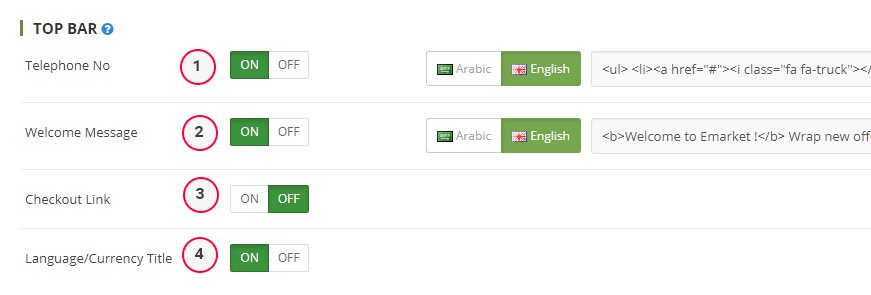 TOP BAR ?
Telephone No 1 ON OFF Arabic English <ul> <li><a href="#"><i class="fa fa-truck"></
Welcome Message 2 ON OFF Arabic English <b>Welcome to Emarket !</b> Wrap new off
Checkout Link 3 ON OFF
Language/Currency Title 4 ON OFF